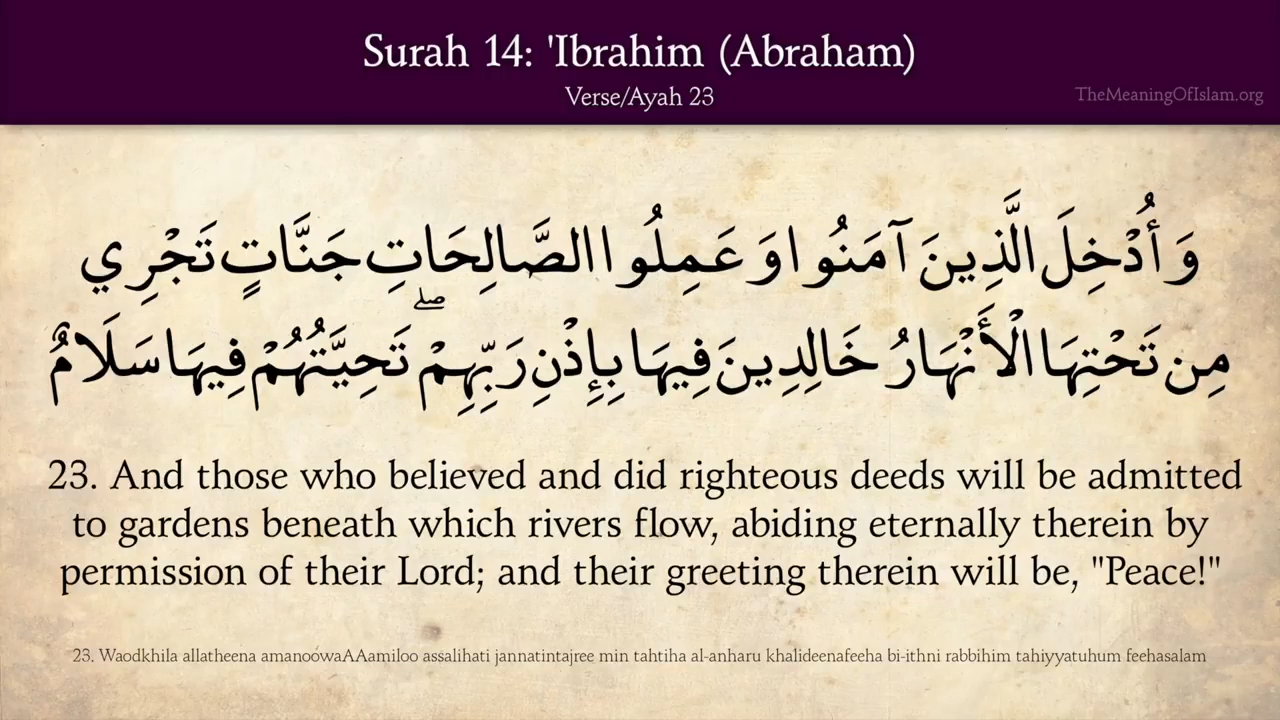 Surah 14: 'Ibrahim (Abraham)
Verse/Ayah 23
TheMeaningOfIslam.org
وَأُدْخِلَ الَّذِينَ آمَنُوا وَعَمِلُوا الصَّالِحَاتِ جَنَّاتٍ تَجْرِي
مِن تَحْتِهَا الْأَنْهَارُ خَالِدِينَ فِيهَا بِإِذْنِ رَبِّهِمْ ۖ تَحِيَّتُهُمْ فِيهَا سَلَامٌ
23. And those who believed and did righteous deeds will be admitted
to gardens beneath which rivers flow, abiding eternally therein by
permission of their Lord; and their greeting therein will be, "Peace!"
23. Waodkhila allatheena amanoowaAAamiloo assalihati jannatintajree min tahtiha al-anharu khalideenafeeha bi-ithni rabbihim tahiyyatuhum feehasalam